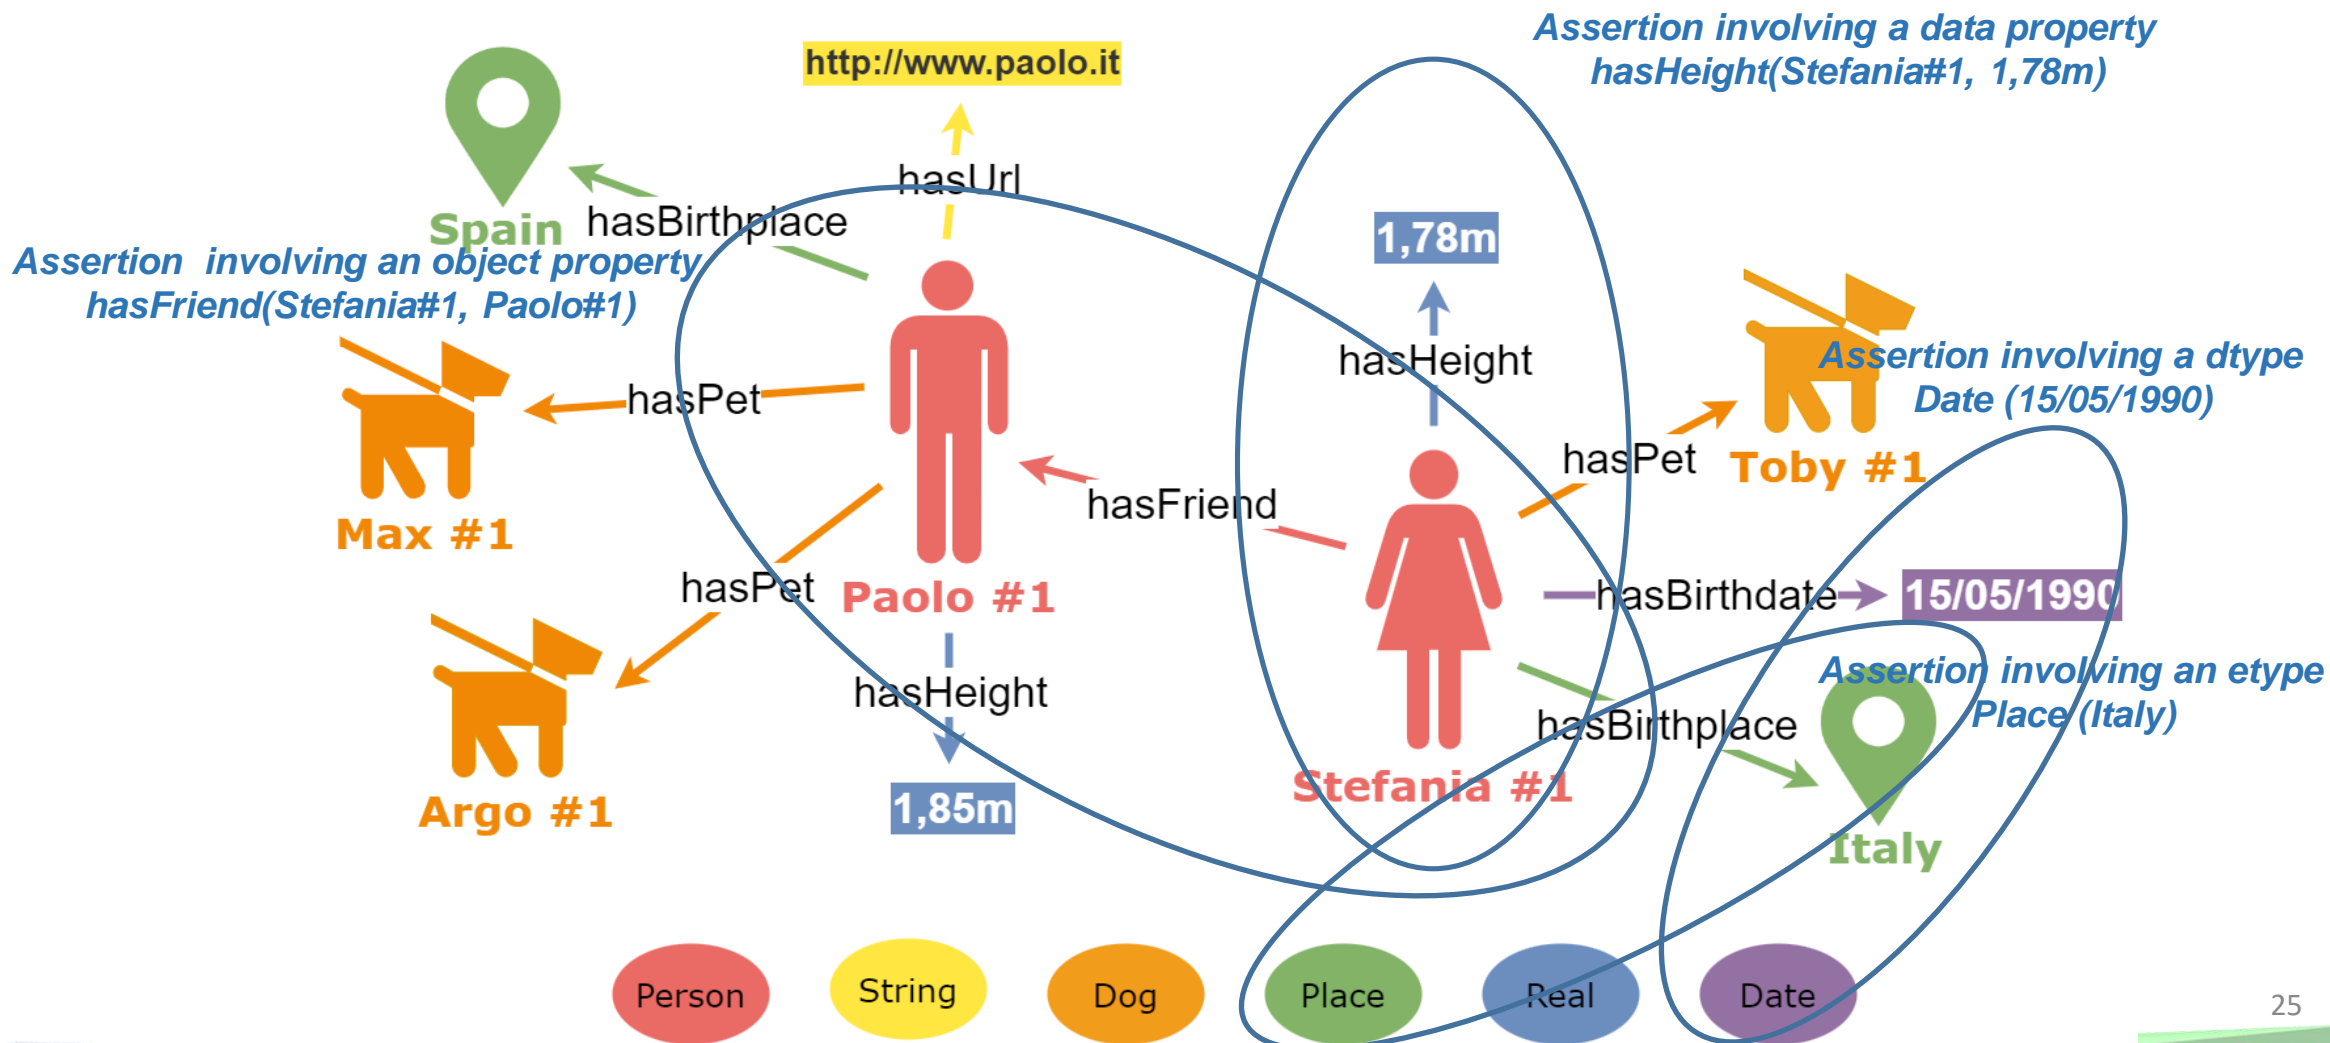 Assertion involving a data property
hasHeight(Stefania#1, 1,78m)
http://www.paolo.it
hasUrl
Spain
hasBirthplace
Assertion  involving an object property
hasFriend(Stefania#1, Paolo#1)
1,78m
hasHeight
Assertion involving a dtype
Date (15/05/1990)
hasPet
hasPet
Toby #1
hasFriend
Max #1
hasPet
Paolo #1
hasBirthdate
15/05/1990
Assertion involving an etype
Place (Italy)
hasHeight
hasBirthplace
Stefania #1
Argo #1
1,85m
Italy
Person
String
Dog
Place
Real
Date
25